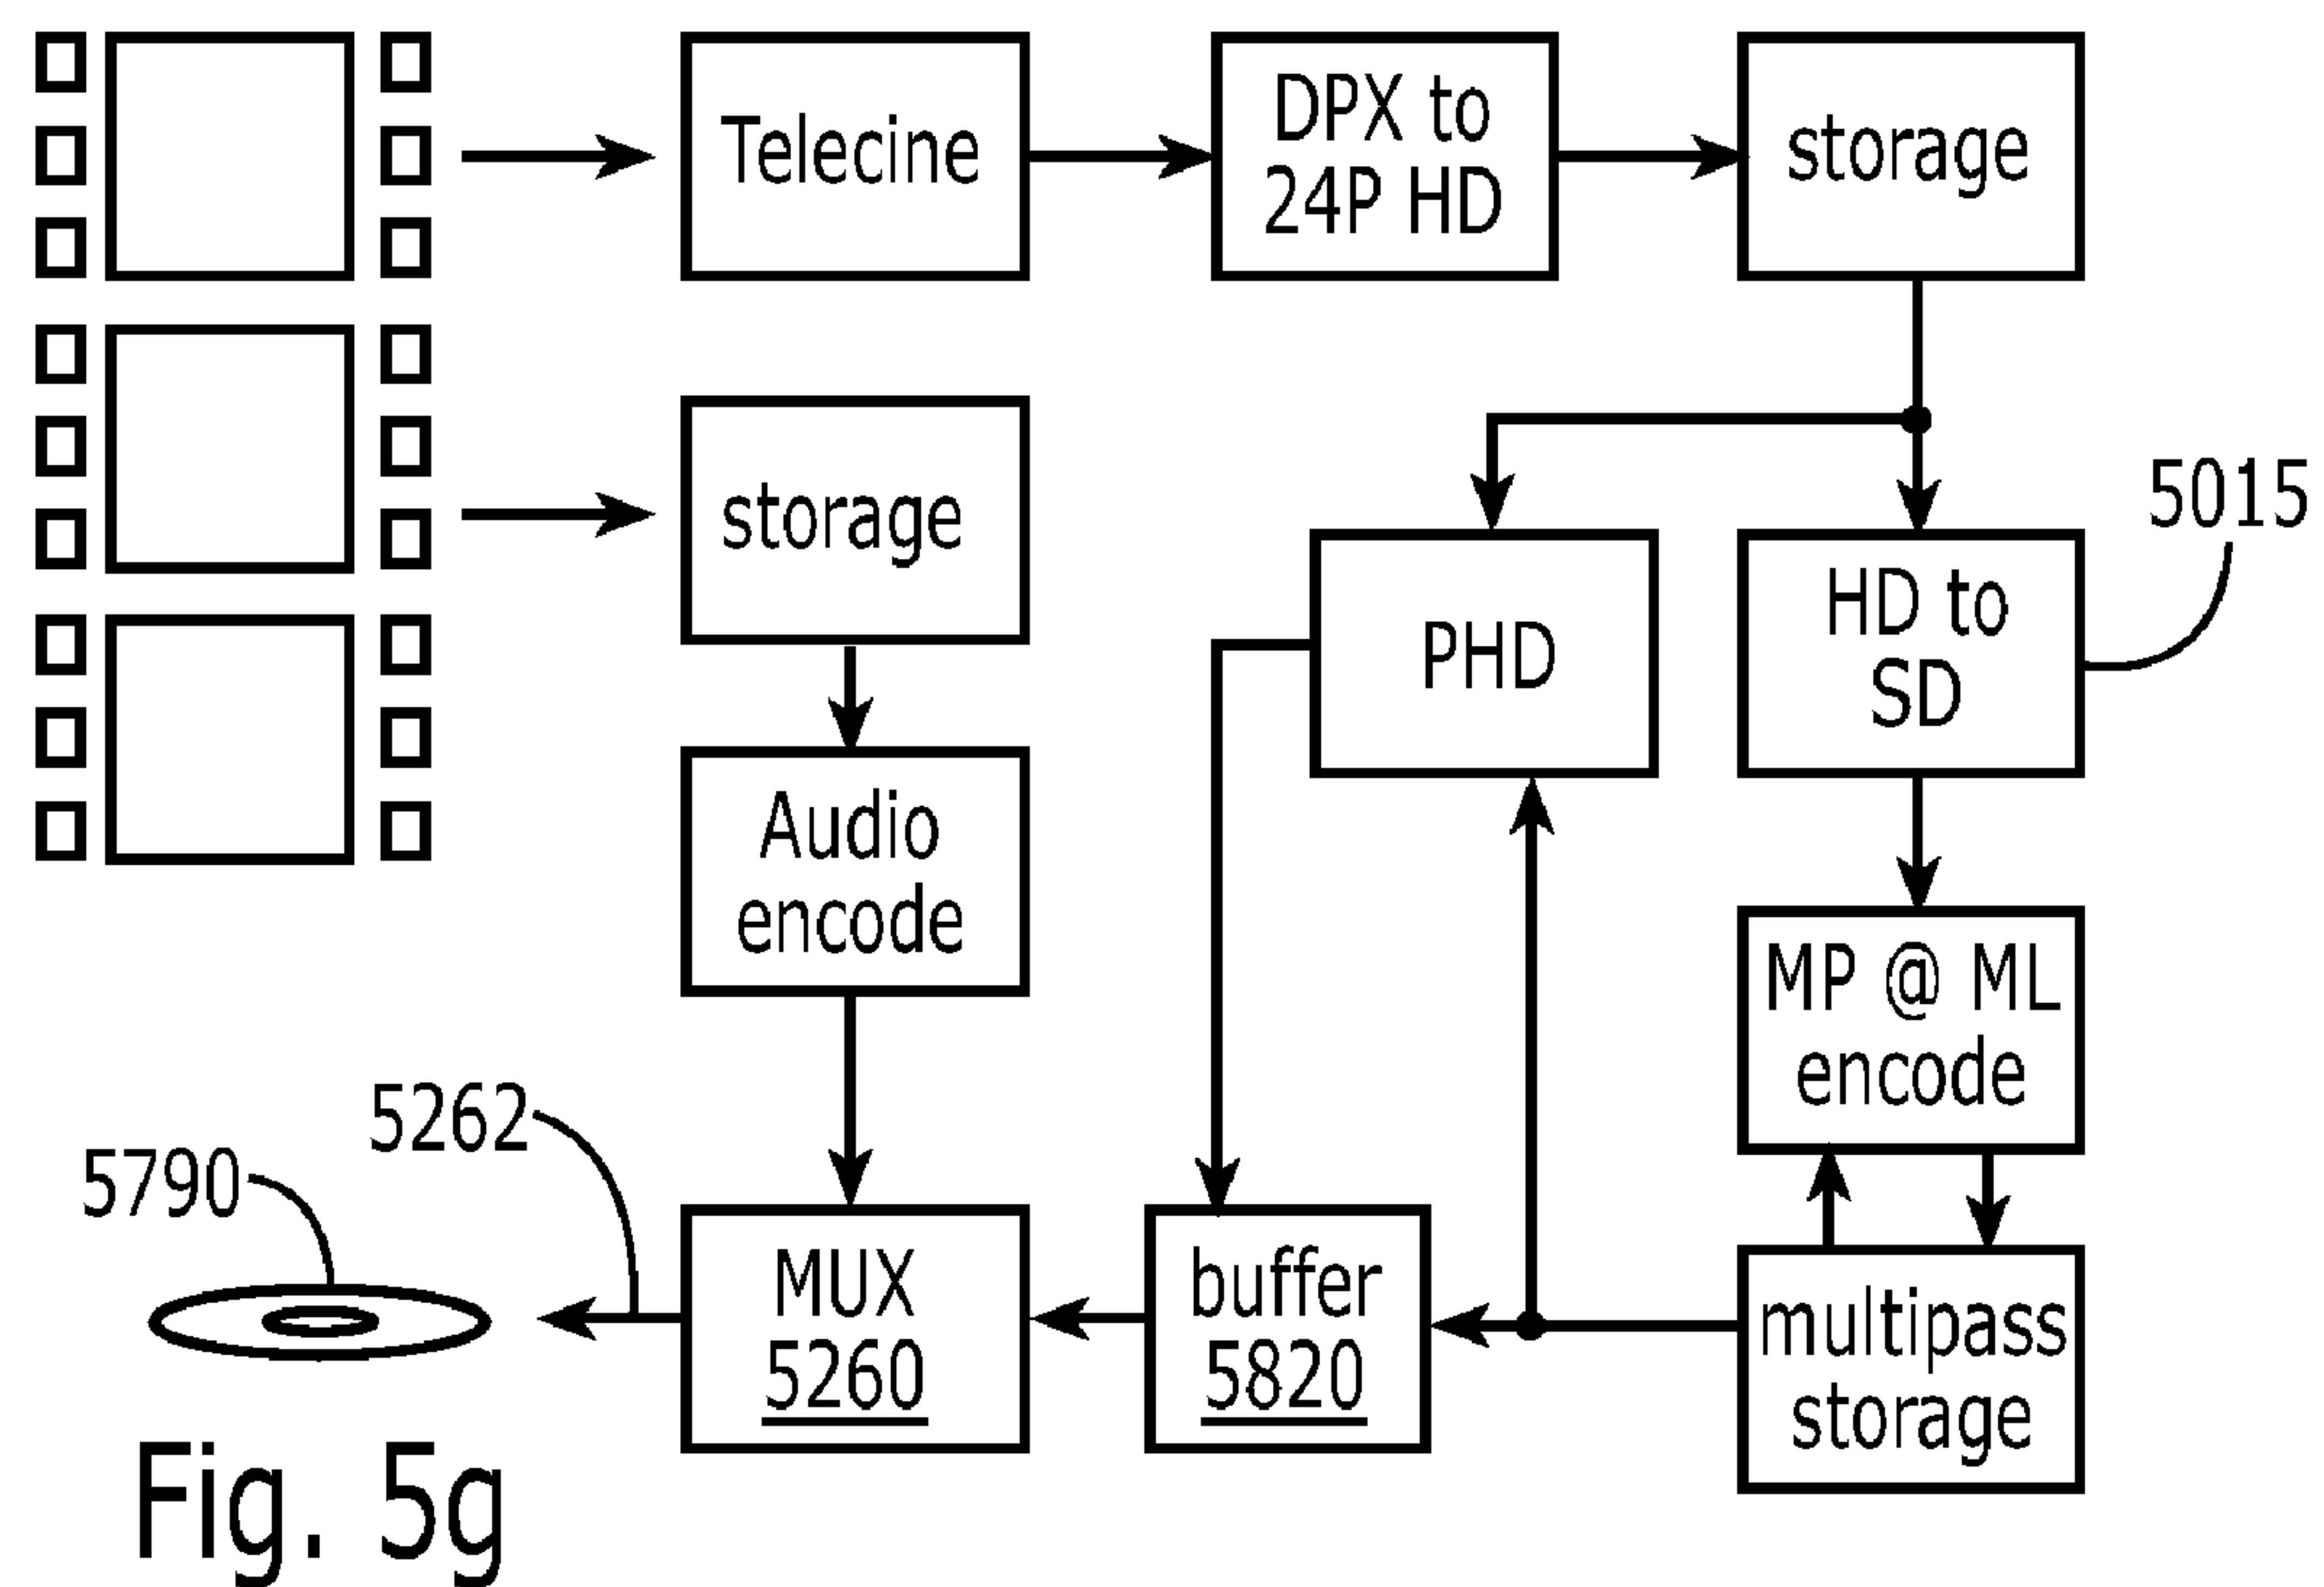 Telecine
DPX to
24P HD
storage
storage
5015
PHD
HD to
SD
Audio
encode
MP @ ML
encode
5262
5790
MUX
5260
buffer
5820
multipass
storage
Fig. 5g